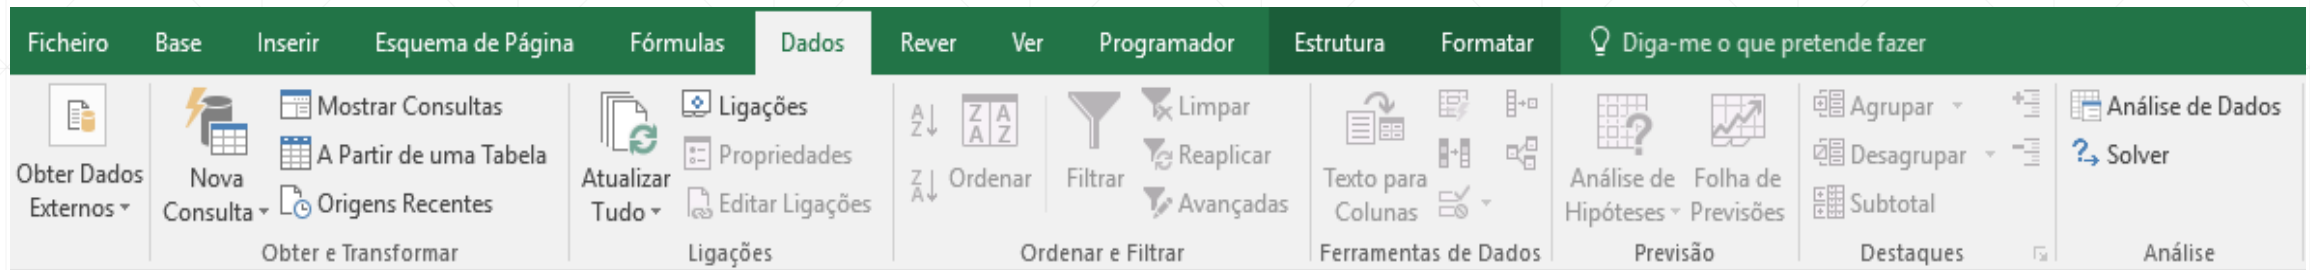 Ficheiro Base Inserir Esquema de Página Fórmulas Dados Rever Ver Programador Estrutura Formatar Diga-me o que pretende fazer
Obter Dados
Externos
Nova
Consulta
Mostrar Consultas
A Partir de uma Tabela
Origens Recentes
Obter e Transformar
Atualizar
Tudo
Ligações
Propriedades
Editar Ligações
Ligações
A
Z
Z
A
Z A
A Z
Ordenar
Filtrar
Limpar
Reaplicar
Avançadas
Ordenar e Filtrar
Texto para
Colunas
Ferramentas de Dados
Análise de
Hipóteses
Folha de
Previsões
Previsão
Agrupar
Desagrupar
Subtotal
Destaques
Análise de Dados
Solver
Análise